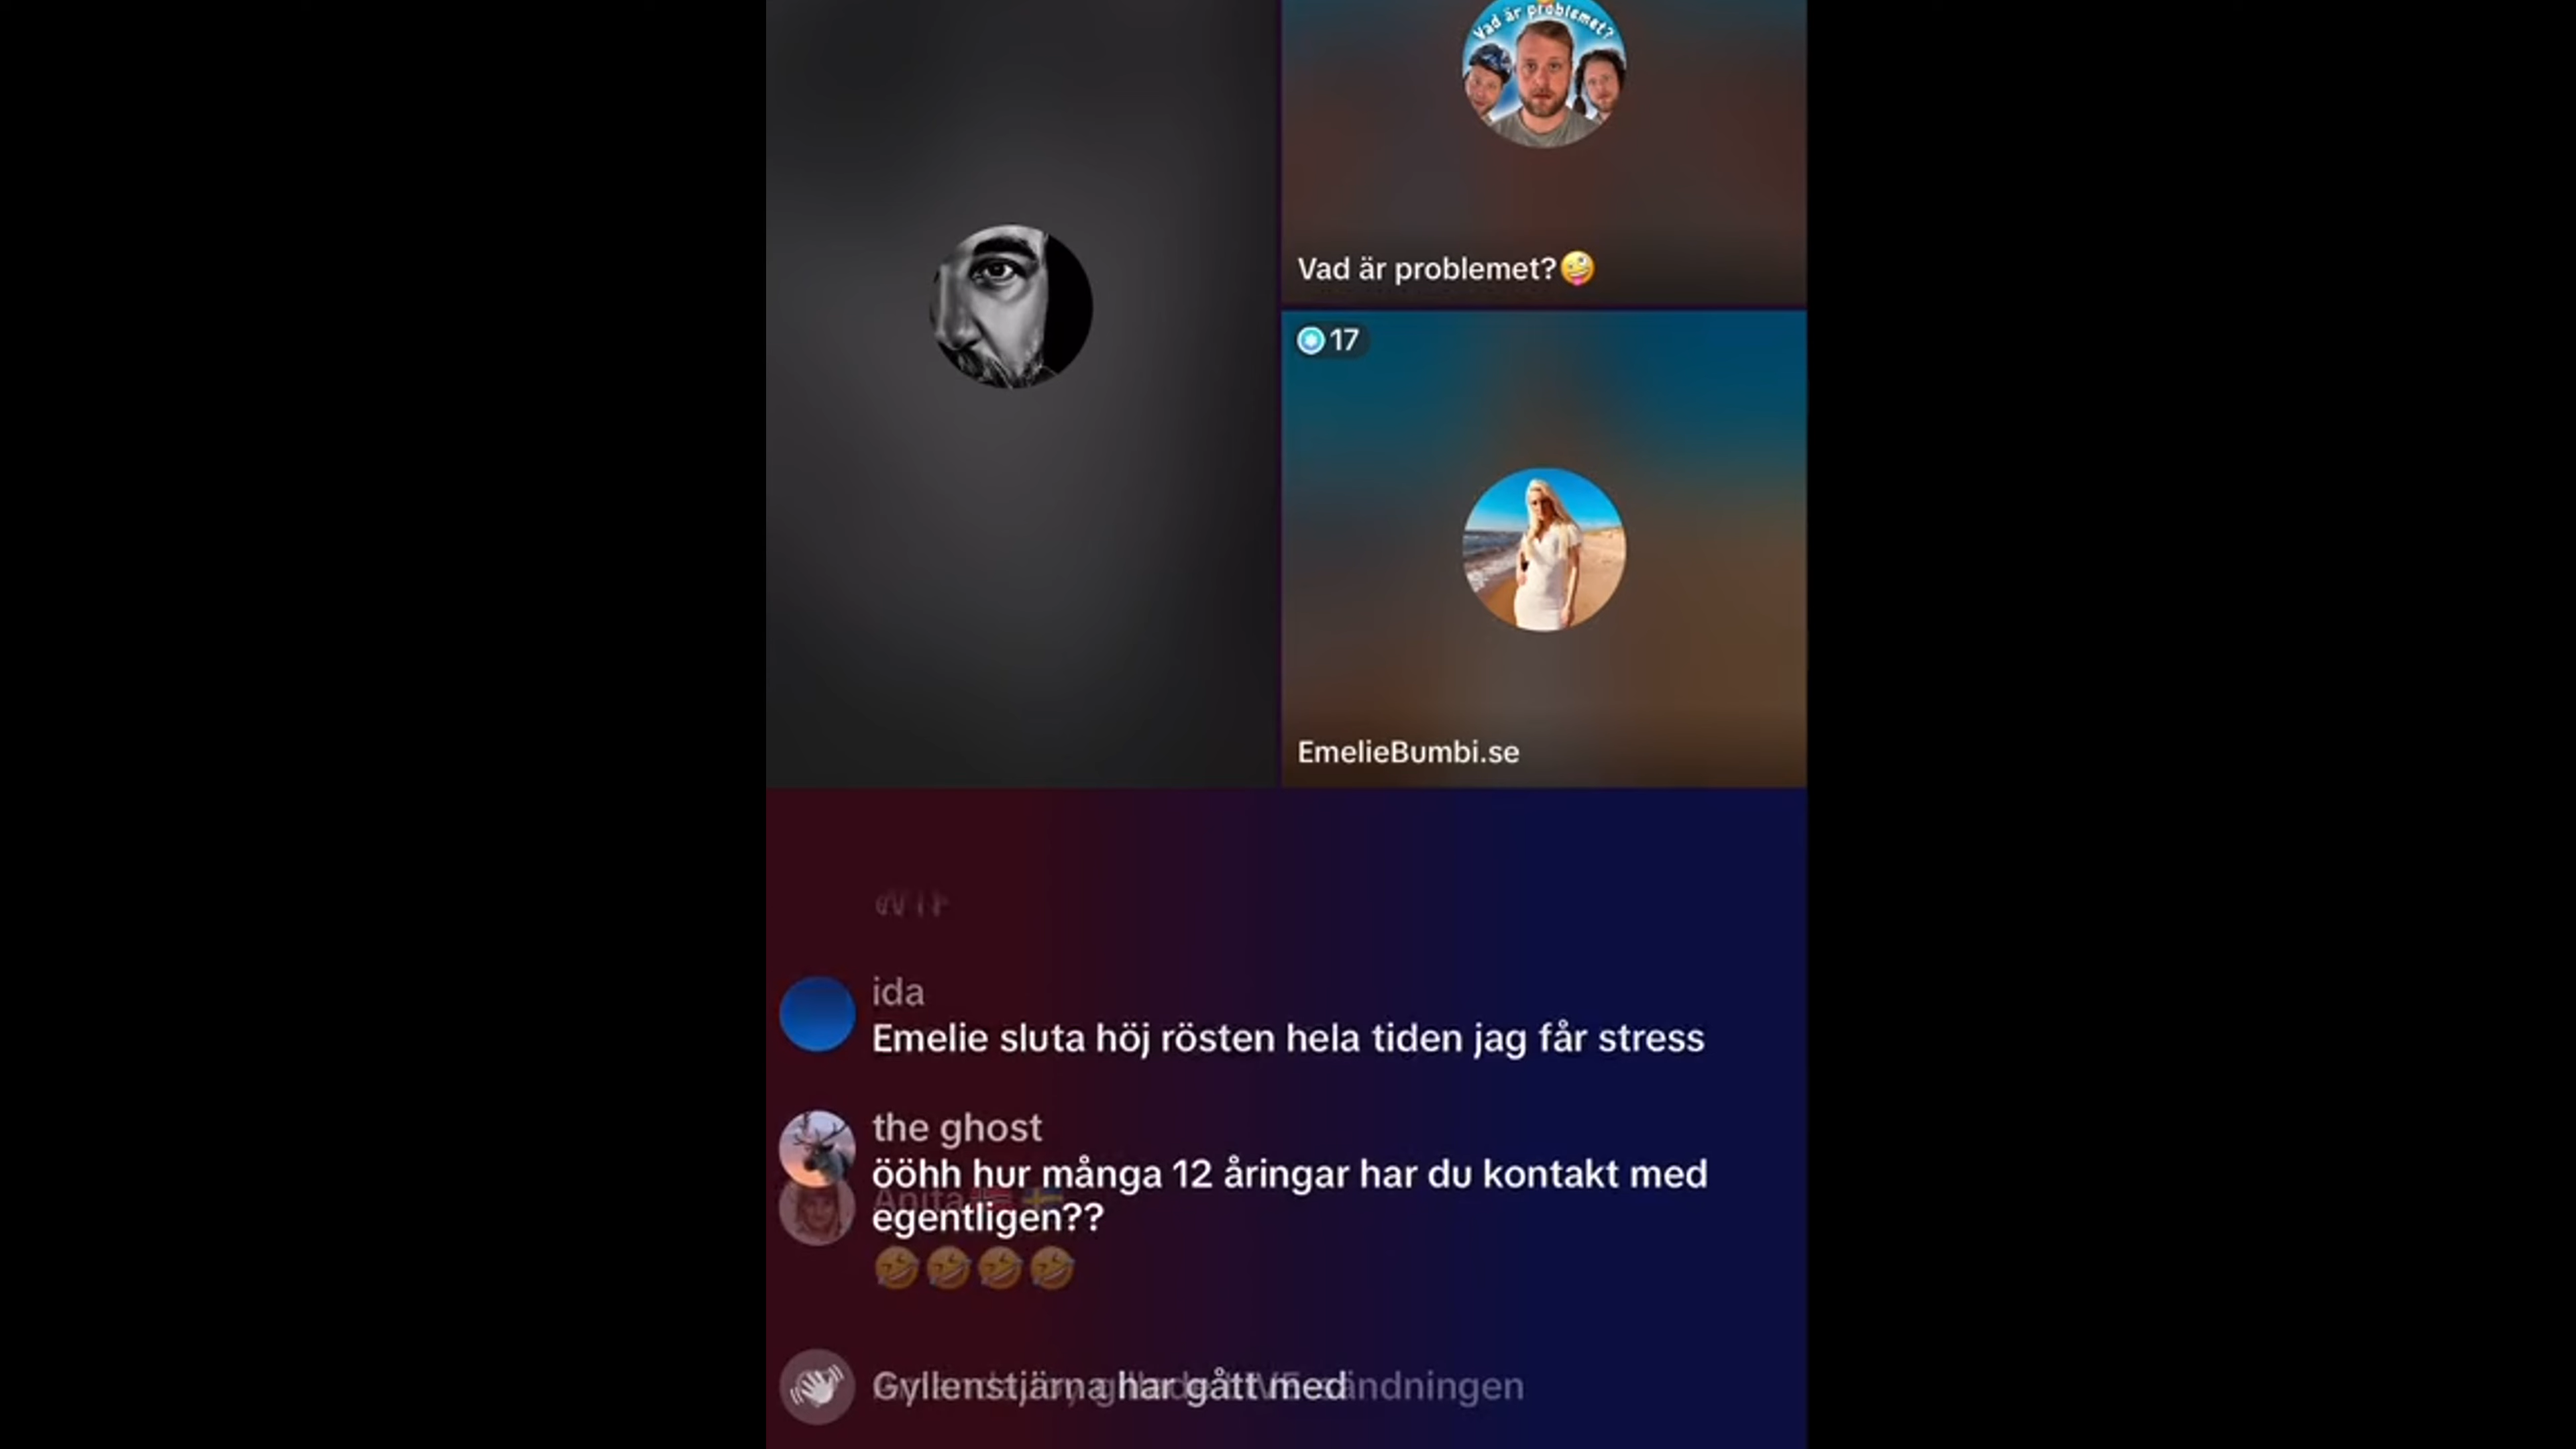 Vad är problemet?
Vad är problemet?🤪
17
EmelieBumbi.se
ida
Emelie sluta höj rösten hela tiden jag får stress
the ghost
ööhh hur många 12 åringar har du kontakt med
egentligen??
Anita🇳🇴🇸🇪
🤣🤣🤣🤣
Gyllenstjärna har gått med